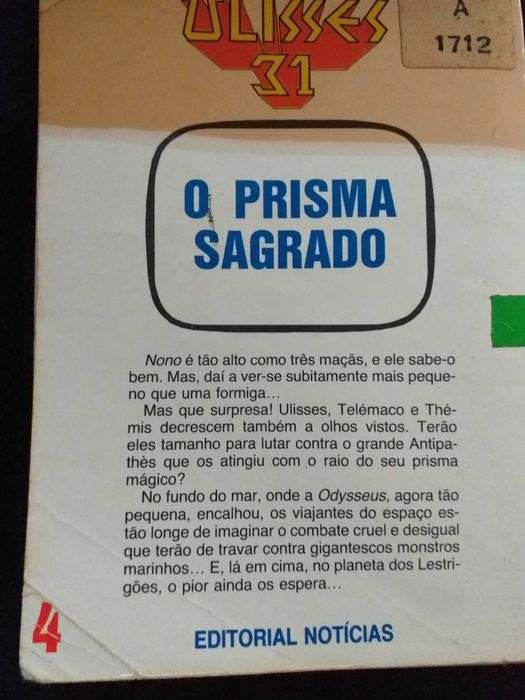 ULISSES
31
A
1712
O PRISMA
SAGRADO
Nono é tão alto como três maçãs, e ele sabe-o
bem. Mas, daí a ver-se subitamente mais peque-
no que uma formiga...
Mas que surpresa! Ulisses, Telémaco e Thé-
mis decrescem também a olhos vistos. Terão
eles tamanho para lutar contra o grande Antipa-
thès que os atingiu com o raio do seu prisma
mágico?
No fundo do mar, onde a Odysseus, agora tão
pequena, encalhou, os viajantes do espaço es-
tão longe de imaginar o combate cruel e desigual
que terão de travar contra gigantescos monstros
marinhos... E, lá em cima, no planeta dos Lestri-
gões, o pior ainda os espera...
4
EDITORIAL NOTÍCIAS